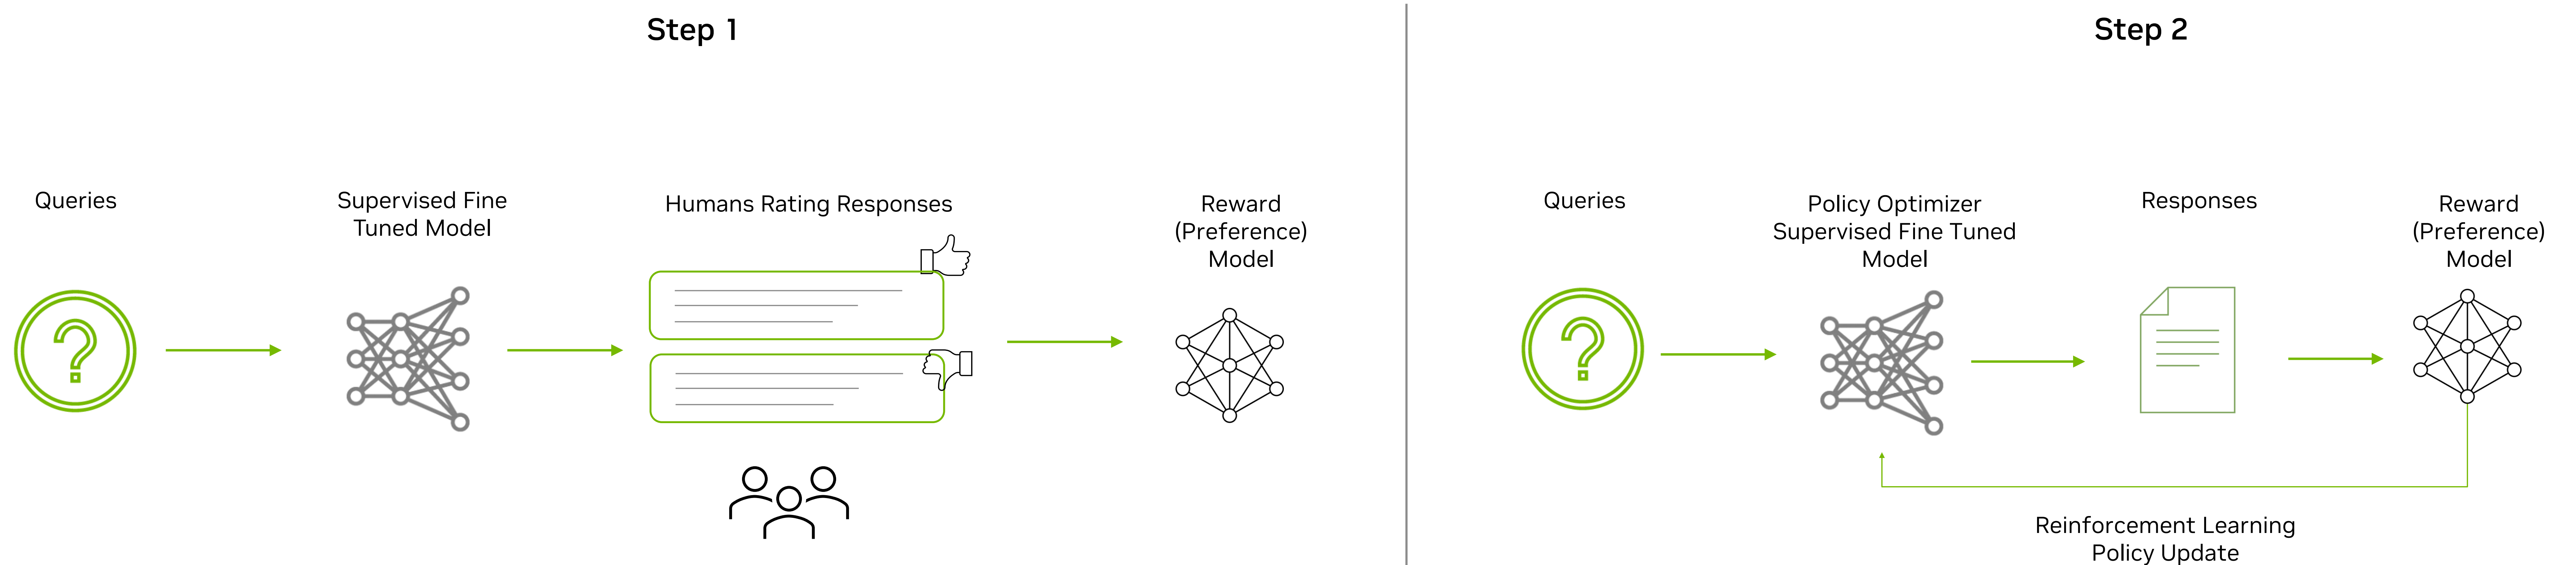 Step 1
Queries
Supervised Fine
Tuned Model
Humans Rating Responses
Reward
(Preference)
Model
Step 2
Queries
Policy Optimizer
Supervised Fine Tuned
Model
Responses
Reward
(Preference)
Model
Reinforcement Learning
Policy Update